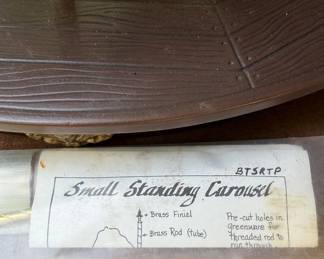 BTSRTP
Small Standing Carousel
• Brass Finial
Pre-cut holes in
greenware for
• Brass Rod (tube)
threaded rod to
run through